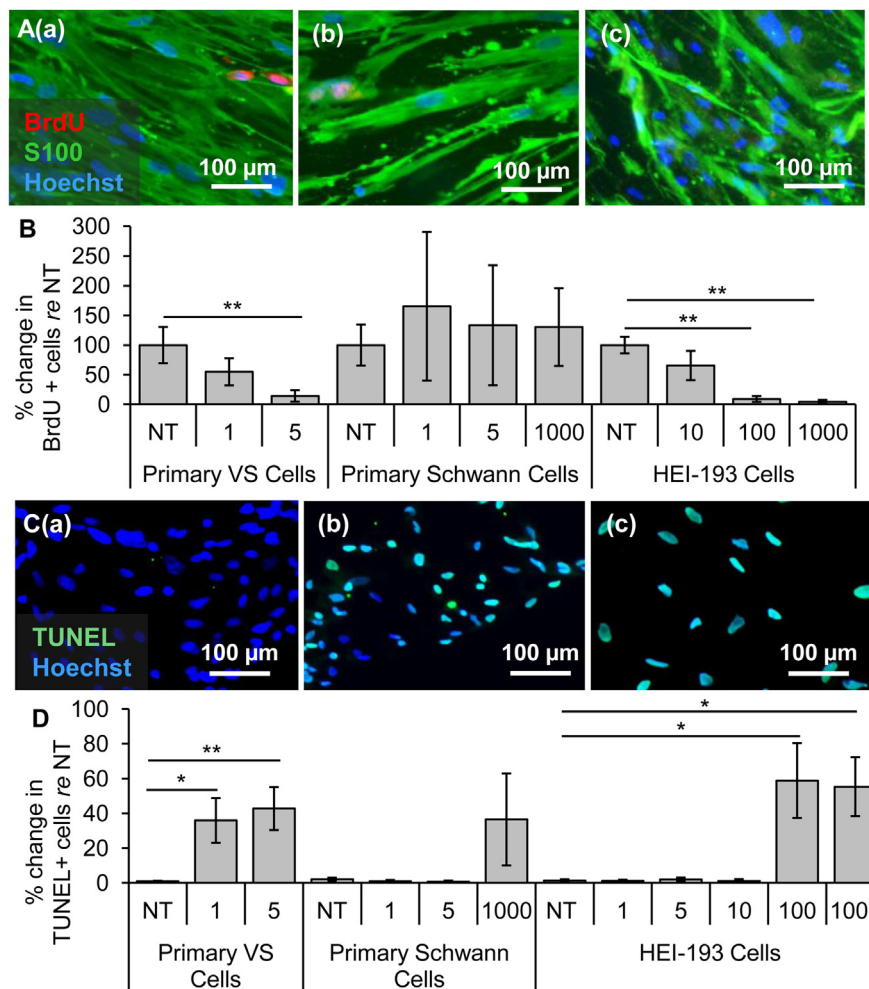 A(a) (b) (c)
BrdU
S100
Hoechst
100 µm 100 µm 100 µm
B
% change in
BrdU + cells re NT
300
250
200
150
100
50
0
** ** **
NT 1 5 NT 1 5 1000 NT 10 100 1000
Primary VS Cells Primary Schwann Cells HEI-193 Cells
C(a) (b) (c)
TUNEL
Hoechst
100 µm 100 µm 100 µm
D
% change in
TUNEL+ cells re NT
100
80
60
40
20
0
* ** * *
NT 1 5 NT 1 5 1000 NT 1 5 10 100 100
Primary VS Primary Schwann HEI-193 Cells
Cells Cells